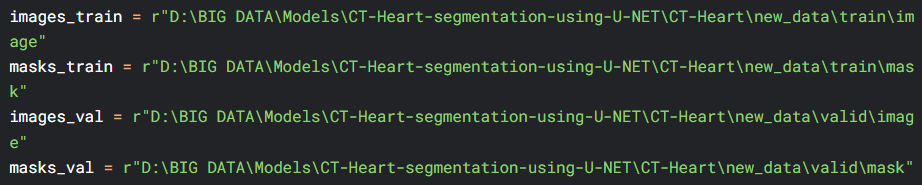 images_train = r"D:\BIG DATA\Models\CT-Heart-segmentation-using-U-NET\CT-Heart\new_data\train\im
age"
masks_train = r"D:\BIG DATA\Models\CT-Heart-segmentation-using-U-NET\CT-Heart\new_data\train\mas
k"
images_val = r"D:\BIG DATA\Models\CT-Heart-segmentation-using-U-NET\CT-Heart\new_data\valid\imag
e"
masks_val = r"D:\BIG DATA\Models\CT-Heart-segmentation-using-U-NET\CT-Heart\new_data\valid\mask"